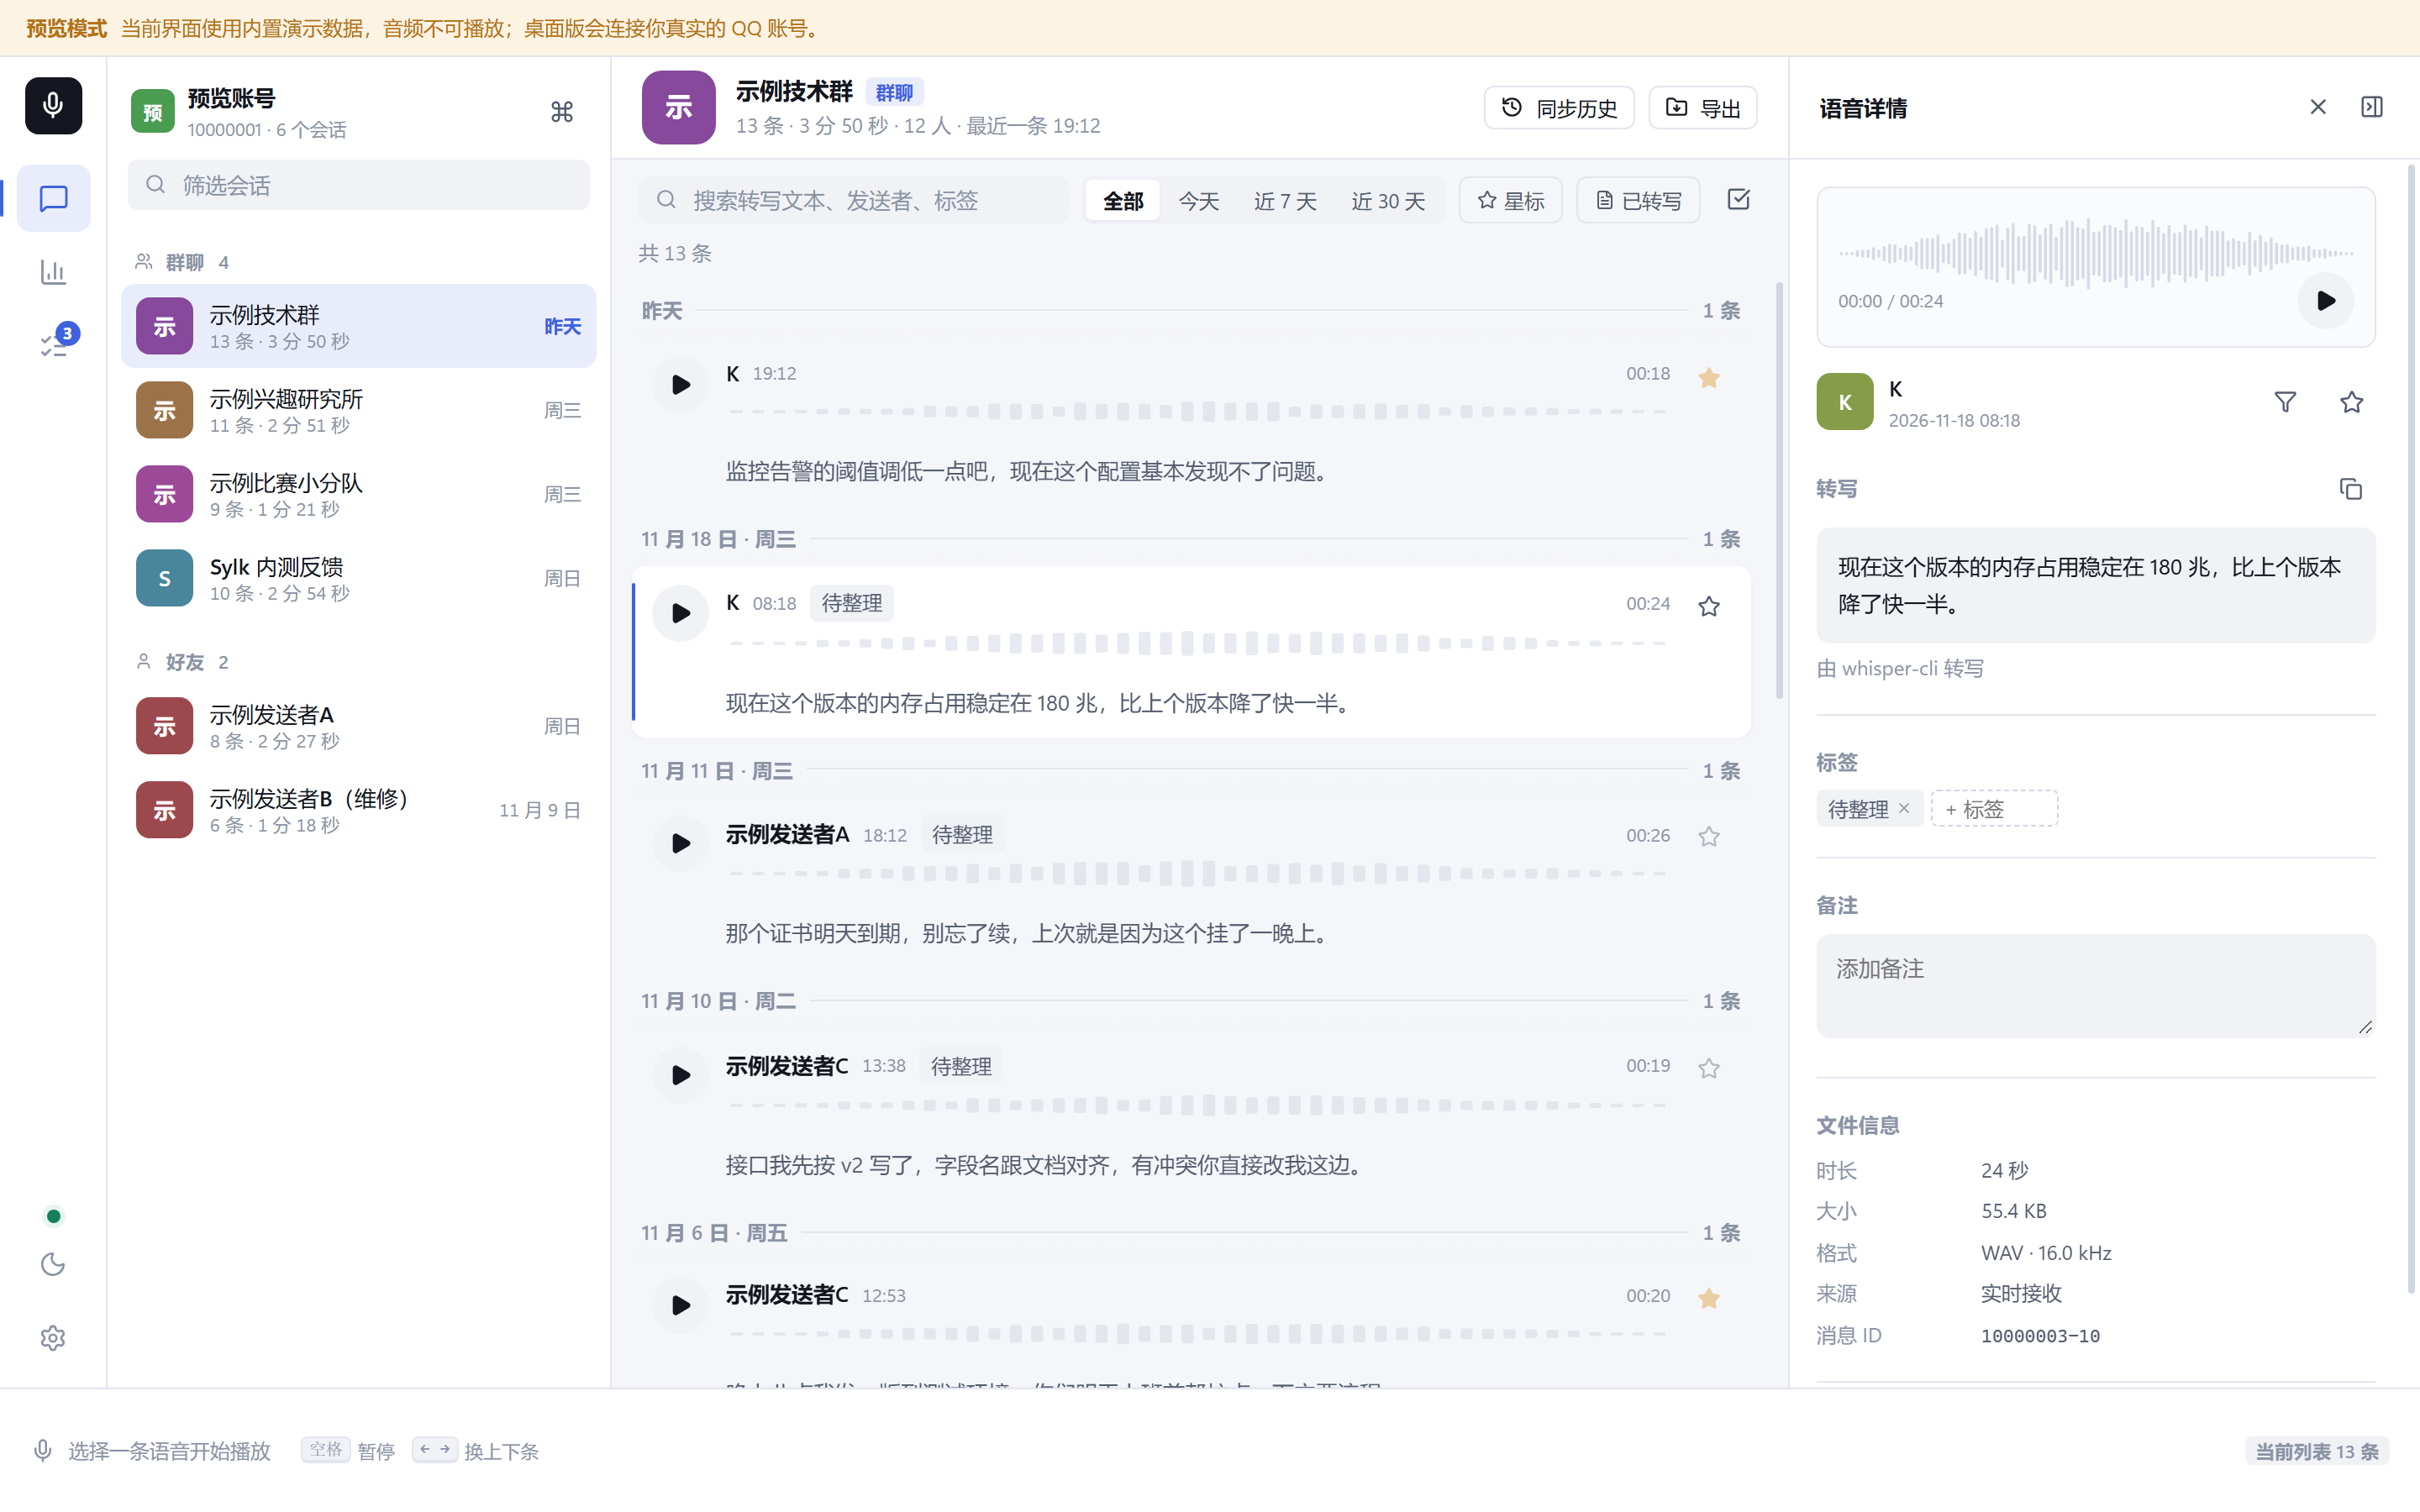 预览模式 当前界面使用内置演示数据，音频不可播放；桌面版会连接你真实的 QQ 账号。
3
预
预览账号
10000001 · 6 个会话
筛选会话
群聊 4
示
示例技术群
13 条 · 3 分 50 秒
昨天
示
示例兴趣研究所
11 条 · 2 分 51 秒
周三
示
示例比赛小分队
9 条 · 1 分 21 秒
周三
S
Sylk 内测反馈
10 条 · 2 分 54 秒
周日
好友 2
示
示例发送者A
8 条 · 2 分 27 秒
周日
示
示例发送者B（维修）
6 条 · 1 分 18 秒
11 月 9 日
示
示例技术群 群聊
13 条 · 3 分 50 秒 · 12 人 · 最近一条 19:12
同步历史
导出
搜索转写文本、发送者、标签
全部 今天 近 7 天 近 30 天
星标
已转写
共 13 条
昨天 1 条
K 19:12 00:18
监控告警的阈值调低一点吧，现在这个配置基本发现不了问题。
11 月 18 日 · 周三 1 条
K 08:18 待整理 00:24
现在这个版本的内存占用稳定在 180 兆，比上个版本降了快一半。
11 月 11 日 · 周三 1 条
示例发送者A 18:12 待整理 00:26
那个证书明天到期，别忘了续，上次就是因为这个挂了一晚上。
11 月 10 日 · 周二 1 条
示例发送者C 13:38 待整理 00:19
接口我先按 v2 写了，字段名跟文档对齐，有冲突你直接改我这边。
11 月 6 日 · 周五 1 条
示例发送者C 12:53 00:20
语音详情
00:00 / 00:24
K
K
2026-11-18 08:18
转写
现在这个版本的内存占用稳定在 180 兆，比上个版本
降了快一半。
由 whisper-cli 转写
标签
待整理 × + 标签
备注
添加备注
文件信息
时长 24 秒
大小 55.4 KB
格式 WAV · 16.0 kHz
来源 实时接收
消息 ID 10000003-10
选择一条语音开始播放 空格 暂停 ← → 换上下条
当前列表 13 条